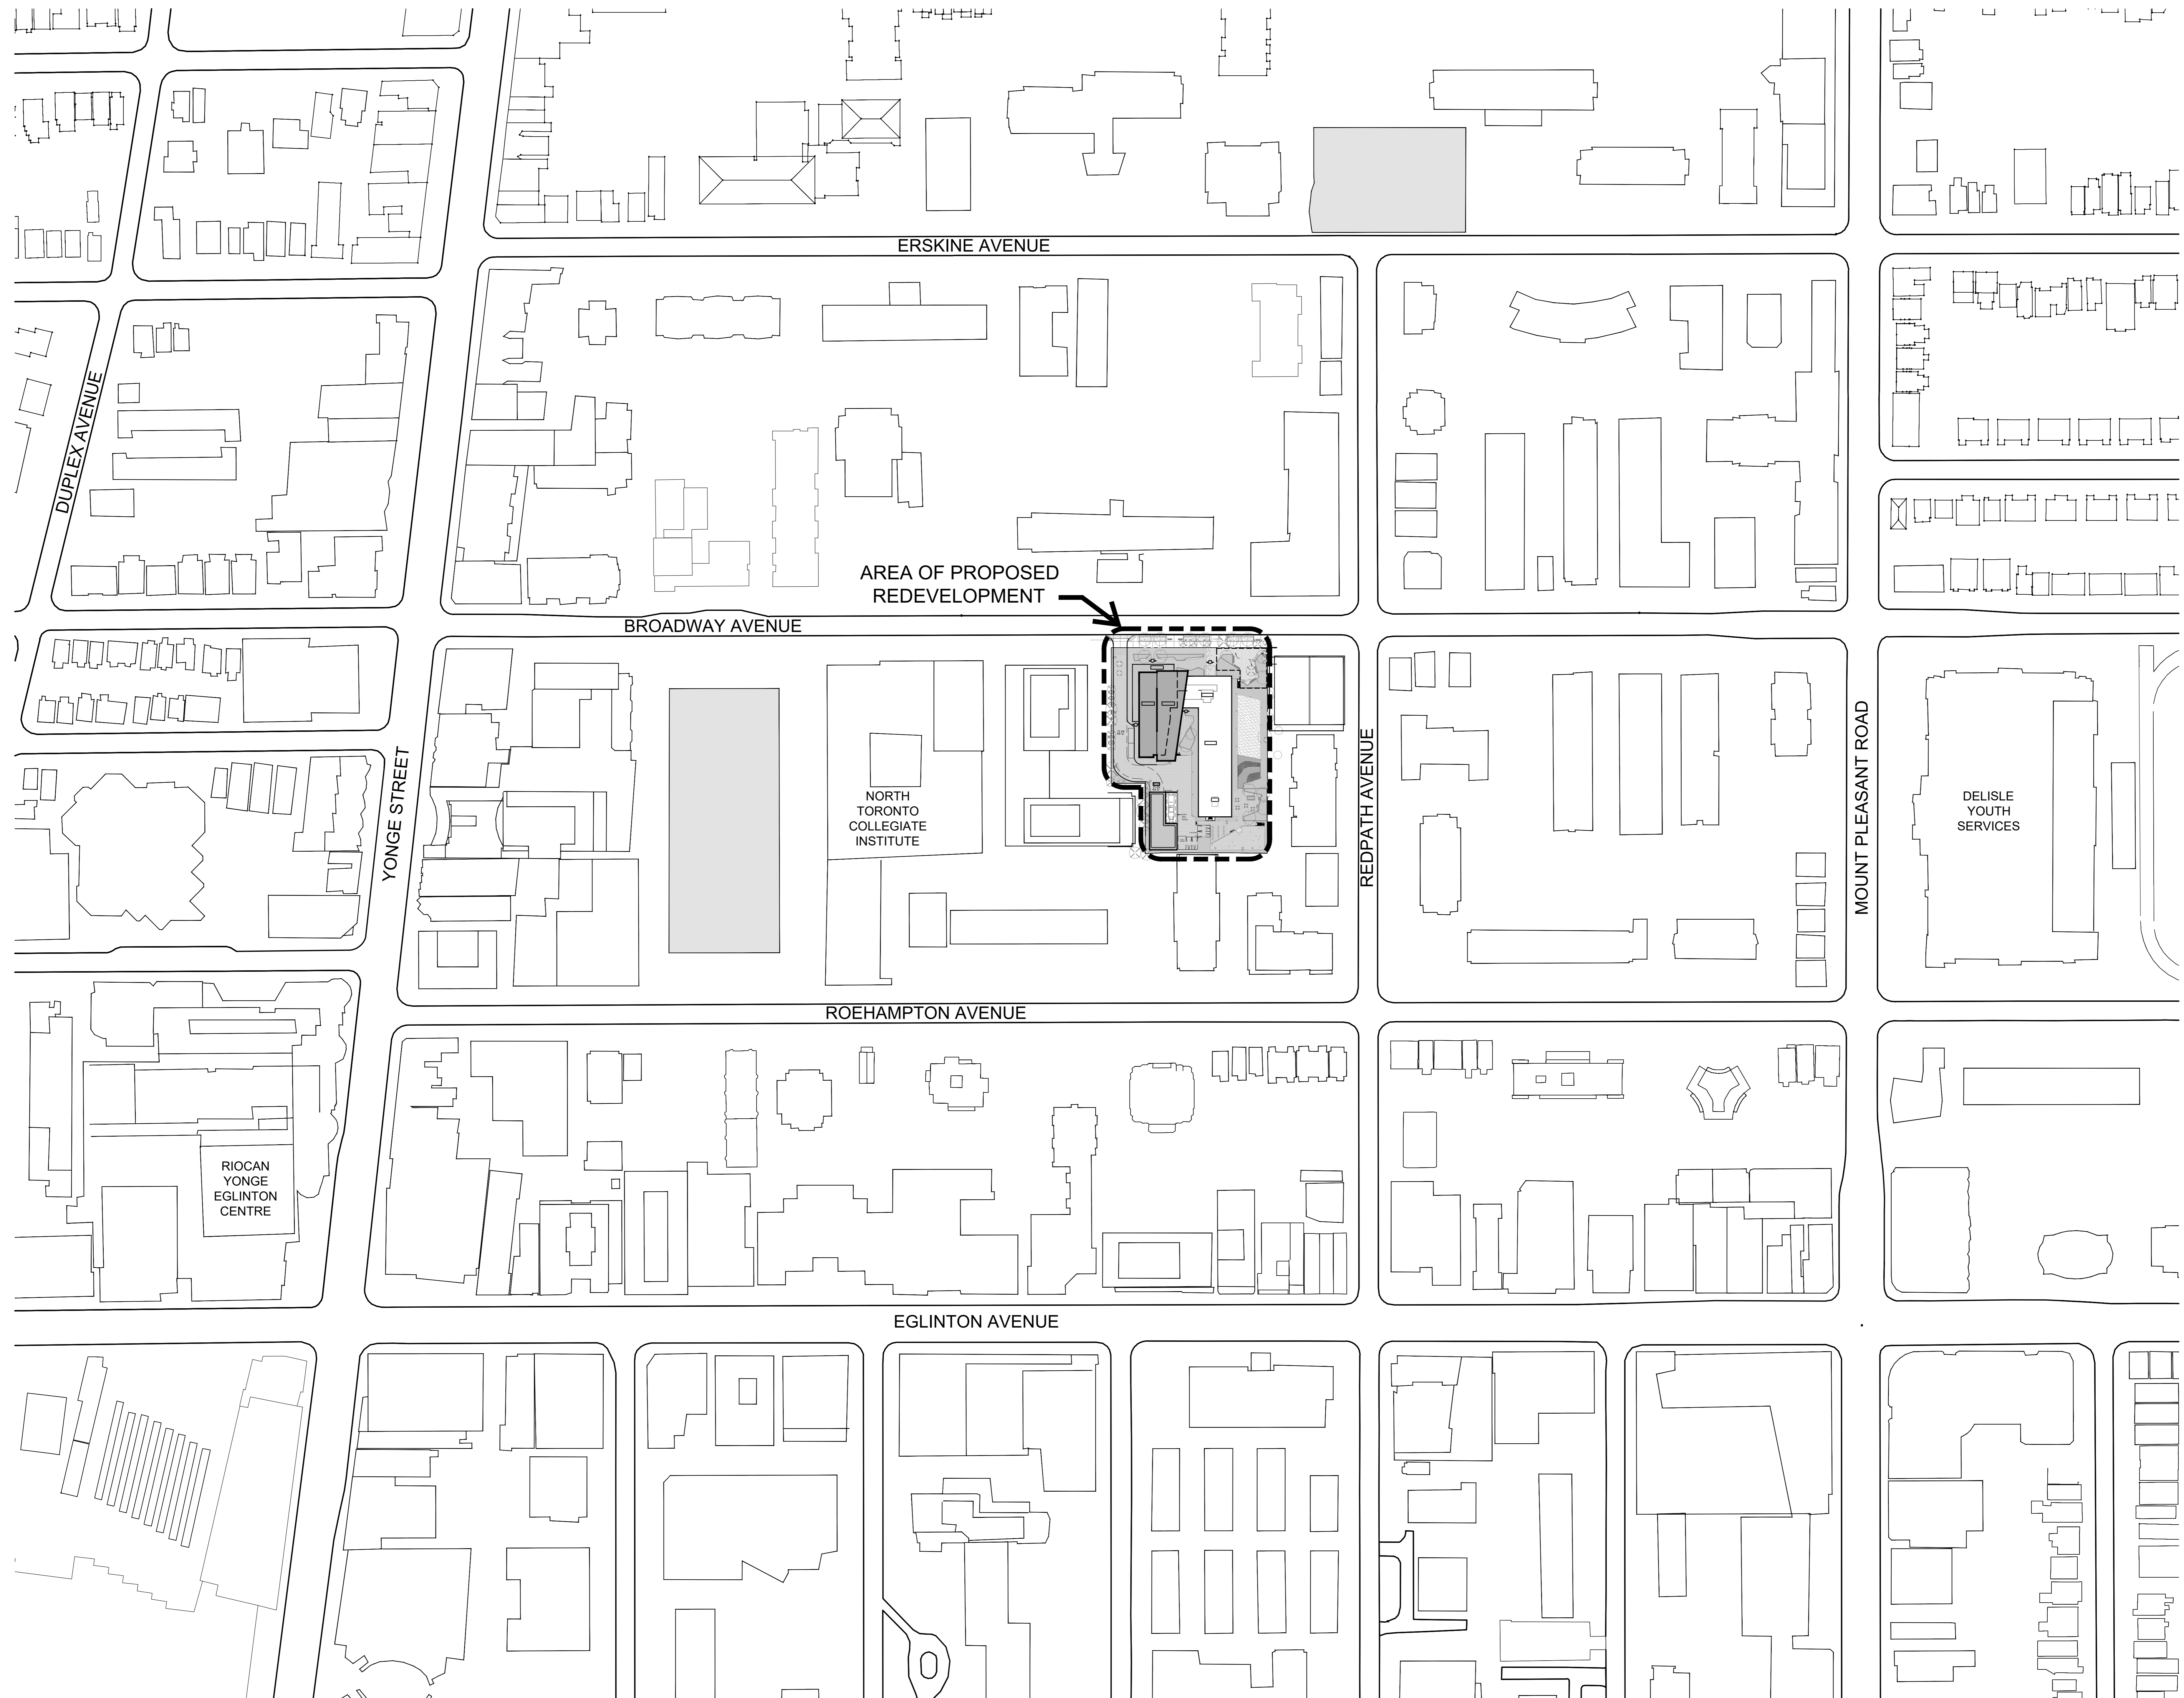 ERSKINE AVENUE
DUPLEX AVENUE
AREA OF PROPOSED
REDEVELOPMENT
BROADWAY AVENUE
YONGE STREET
NORTH
TORONTO
COLLEGIATE
INSTITUTE
REDPATH AVENUE
MOUNT PLEASANT ROAD
DELISLE
YOUTH
SERVICES
ROEHAMPTON AVENUE
RIOCAN
YONGE
EGLINTON
CENTRE
EGLINTON AVENUE